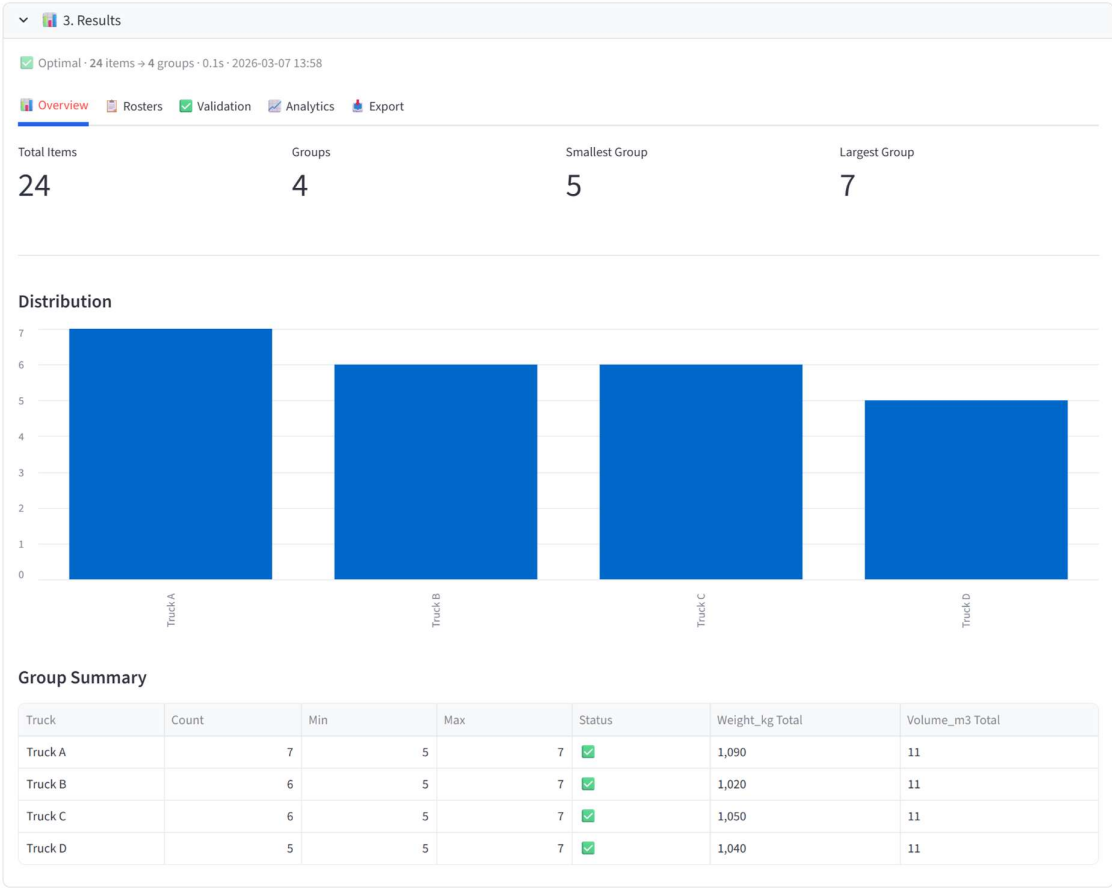 3. Results
Optimal · 24 items → 4 groups · 0.1s · 2026-03-07 13:58
Overview Rosters Validation Analytics Export
Total Items Groups Smallest Group Largest Group
24 4 5 7
Distribution
7
6
5
4
3
2
1
0
Truck A Truck B Truck C Truck D
Group Summary
Truck Count Min Max Status Weight_kg Total Volume_m3 Total
Truck A 7 5 7 ✅ 1,090 11
Truck B 6 5 7 ✅ 1,020 11
Truck C 6 5 7 ✅ 1,050 11
Truck D 5 5 7 ✅ 1,040 11